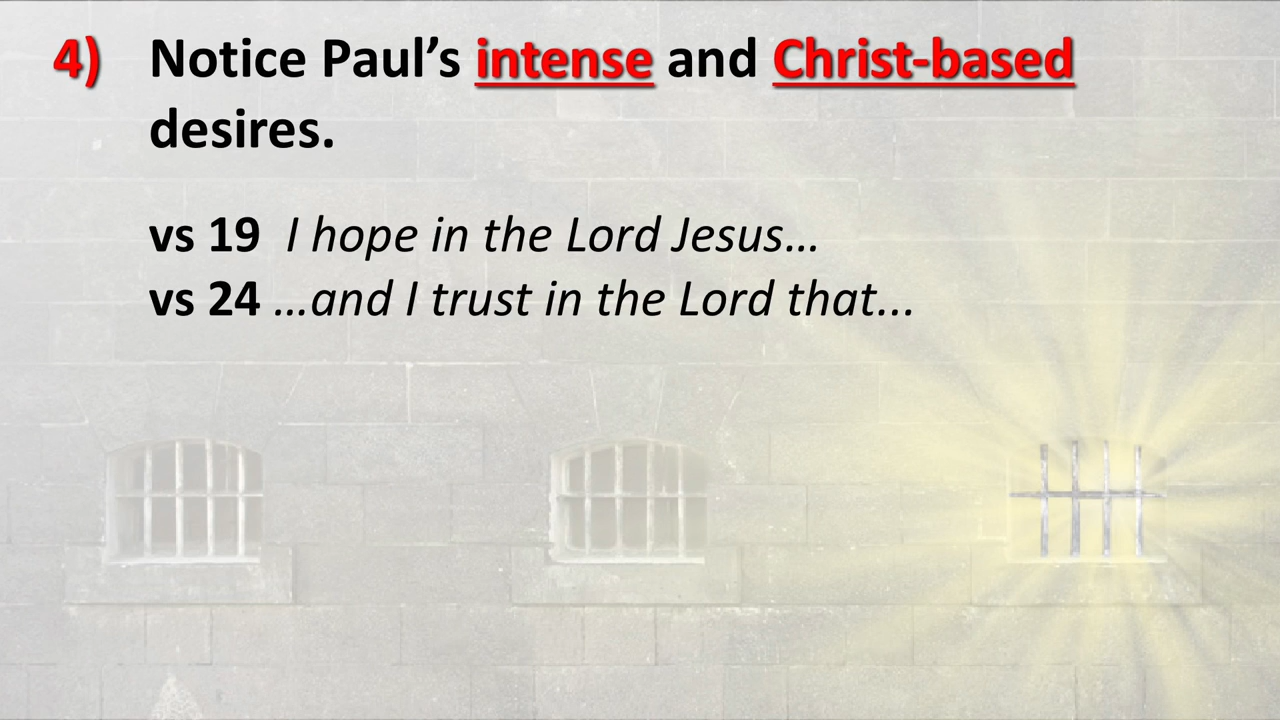 4) Notice Paul’s intense and Christ-based
desires.
vs 19 I hope in the Lord Jesus…
vs 24 …and I trust in the Lord that...